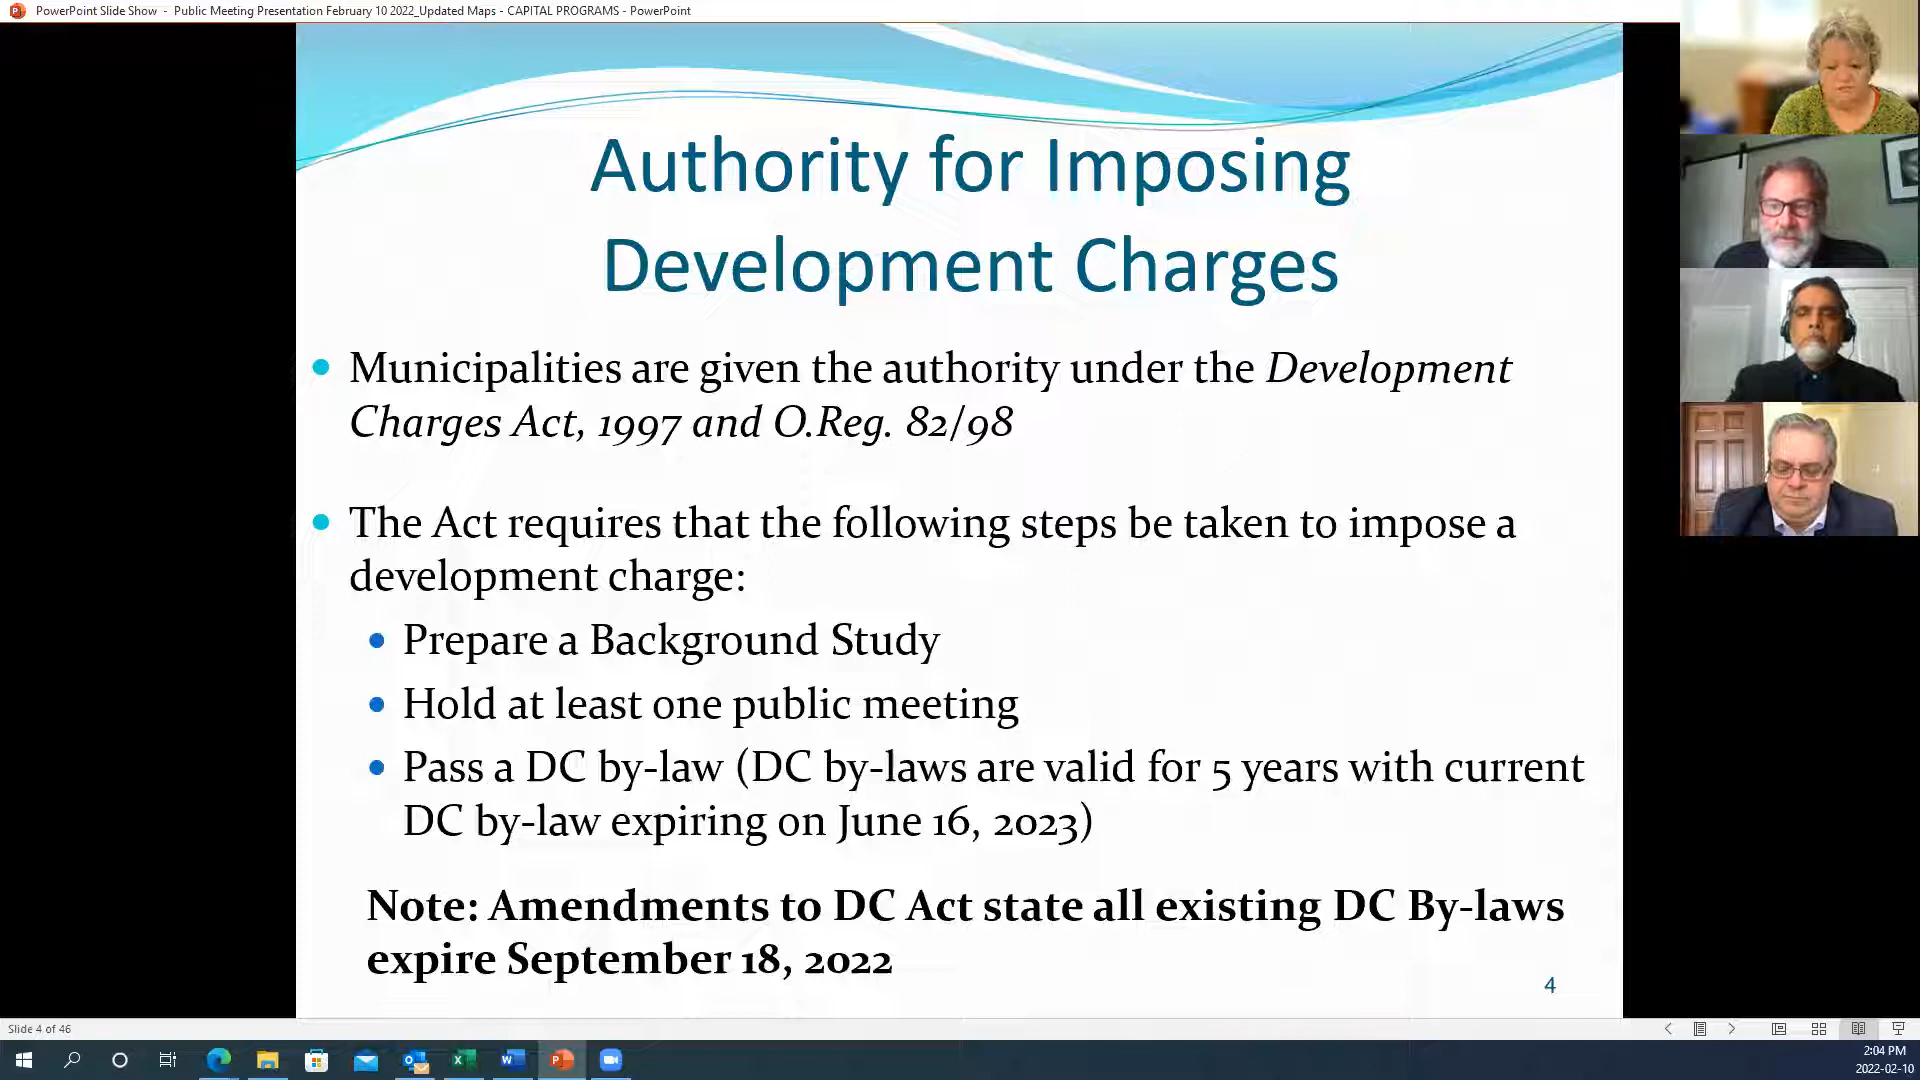 PowerPoint Slide Show - Public Meeting Presentation February 10 2022_Updated Maps - CAPITAL PROGRAMS - PowerPoint
Authority for Imposing
Development Charges
Municipalities are given the authority under the Development
Charges Act, 1997 and O.Reg. 82/98
The Act requires that the following steps be taken to impose a
development charge:
Prepare a Background Study
Hold at least one public meeting
Pass a DC by-law (DC by-laws are valid for 5 years with current
DC by-law expiring on June 16, 2023)
Note: Amendments to DC Act state all existing DC By-laws
expire September 18, 2022
4
Slide 4 of 46
2:04 PM
2022-02-10